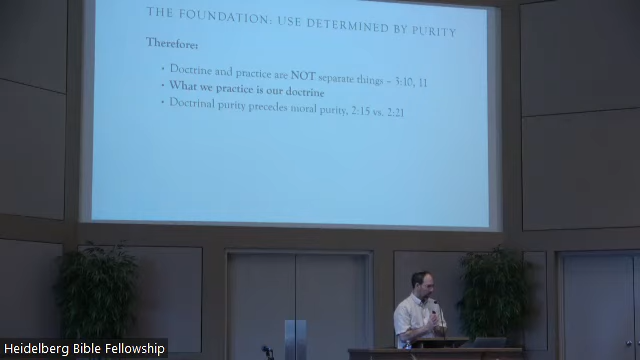 THE FOUNDATION: USE DETERMINED BY PURITY
Therefore:
• Doctrine and practice are NOT separate things – 3:10, 11
• What we practice is our doctrine
• Doctrinal purity precedes moral purity, 2:15 vs. 2:21
Heidelberg Bible Fellowship